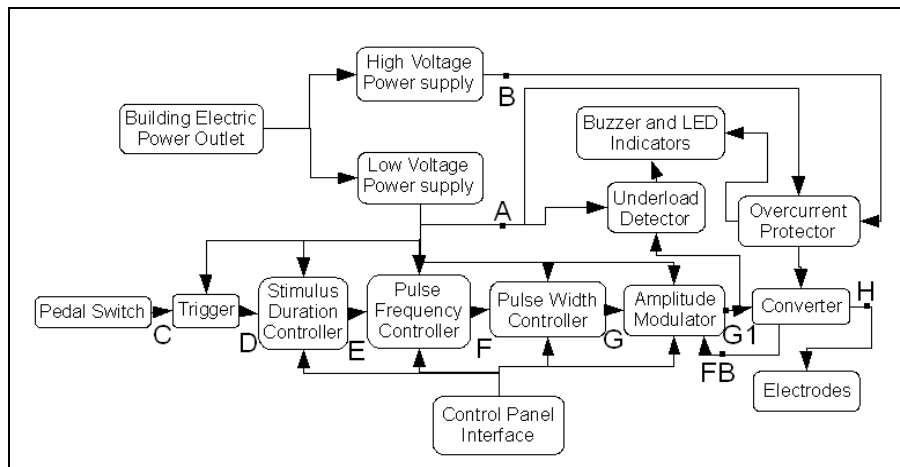 High Voltage
Power supply
B
Building Electric
Power Outlet
Buzzer and LED
Indicators
Low Voltage
Power supply
A
Underload
Detector
Overcurrent
Protector
Pedal Switch
C
Trigger
D
Stimulus
Duration
Controller
E
Pulse
Frequency
Controller
F
Pulse Width
Controller
G
Amplitude
Modulator
G1
Converter
H
FB
Electrodes
Control Panel
Interface